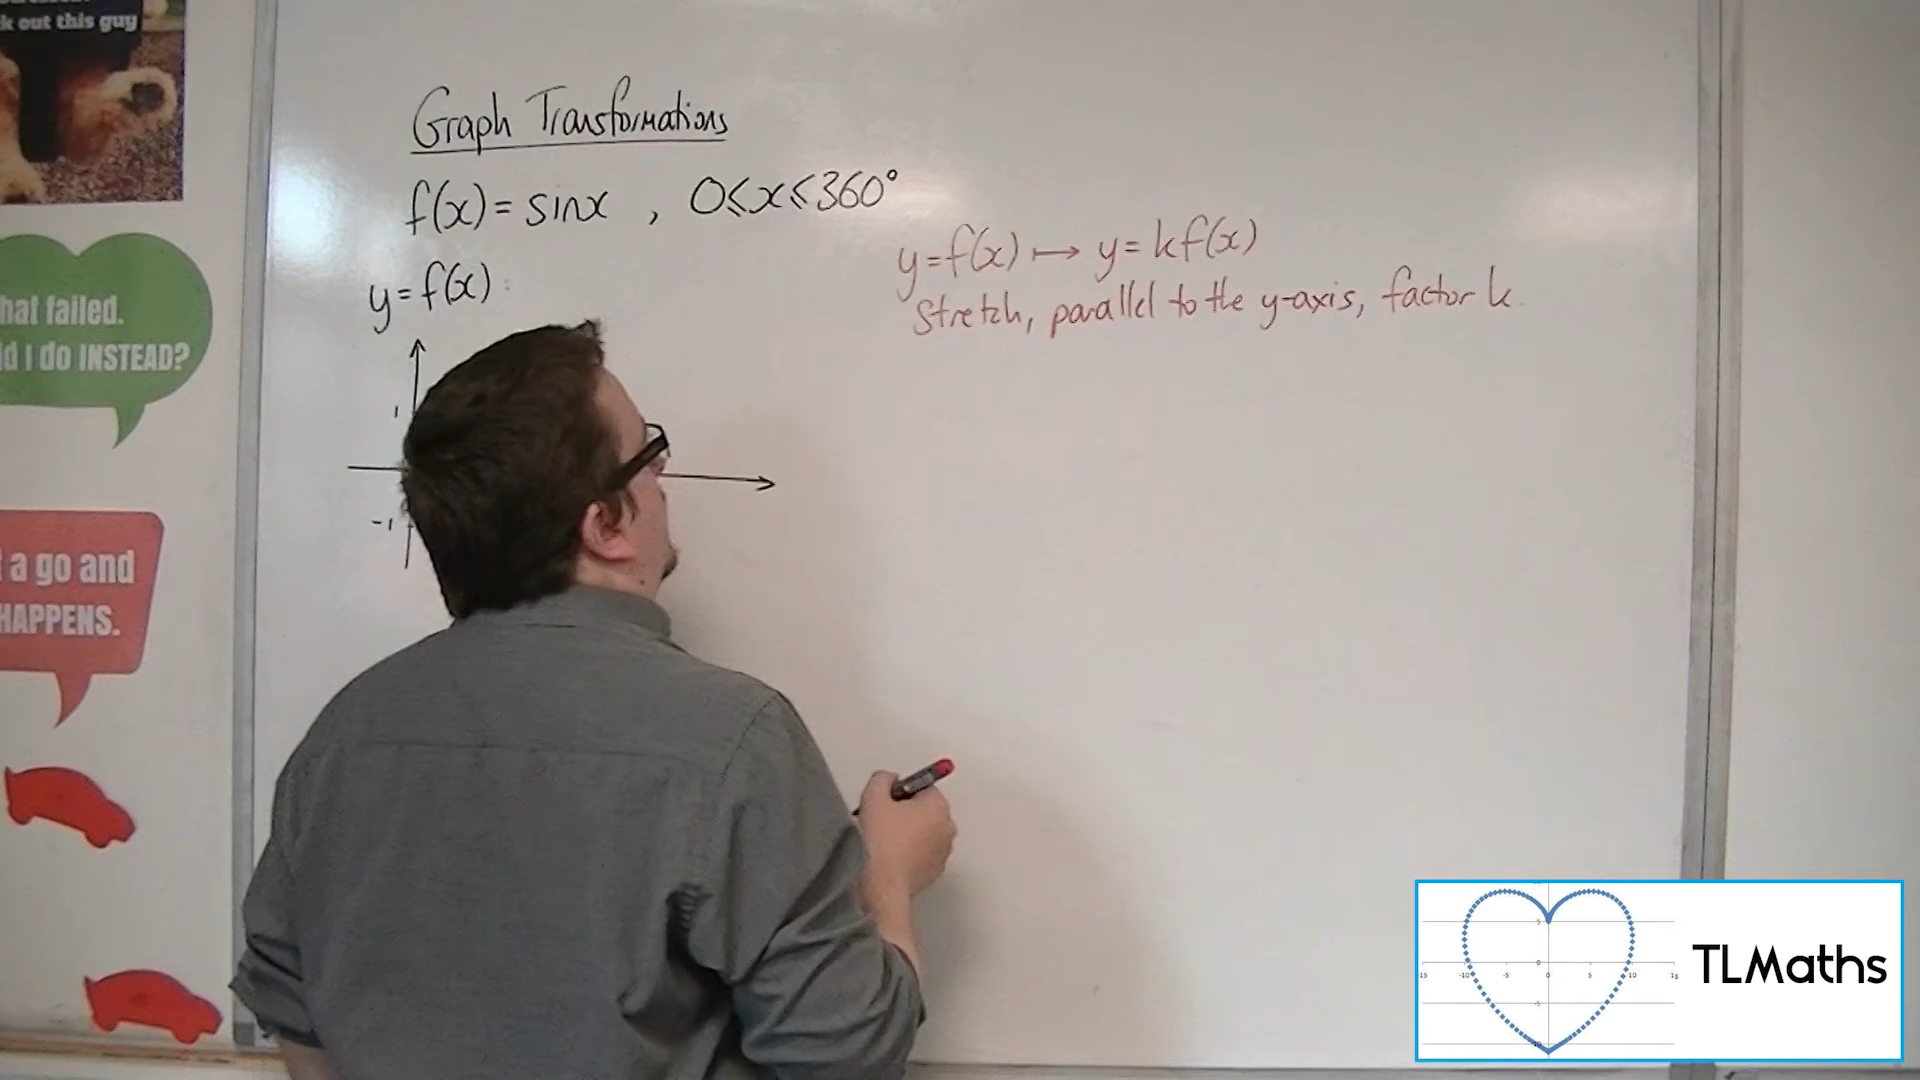 k out this guy
hat failed.
d I do INSTEAD?
a go and
HAPPENS.
Graph Transformations
f(x) = sinx , 0≤x≤360°
y=f(x) :
1
-1
y=f(x) ↦ y=kf(x)
Stretch, parallel to the y-axis, factor k.
TLMaths